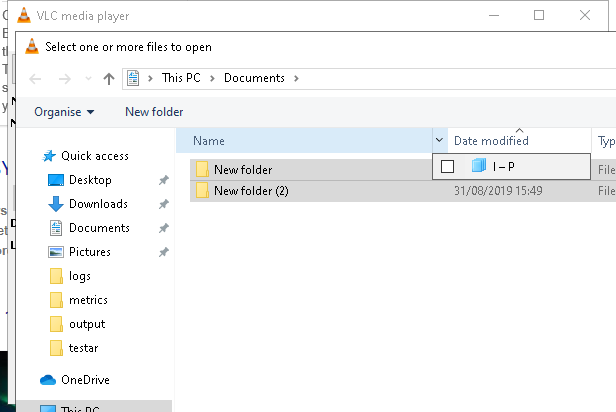 VLC media player
Select one or more files to open
This PC > Documents >
Organise New folder
Name Date modified Typ
I – P
New folder File
New folder (2) 31/08/2019 15:49 File
Quick access
Desktop
Downloads
Documents
Pictures
logs
metrics
output
testar
OneDrive
This PC